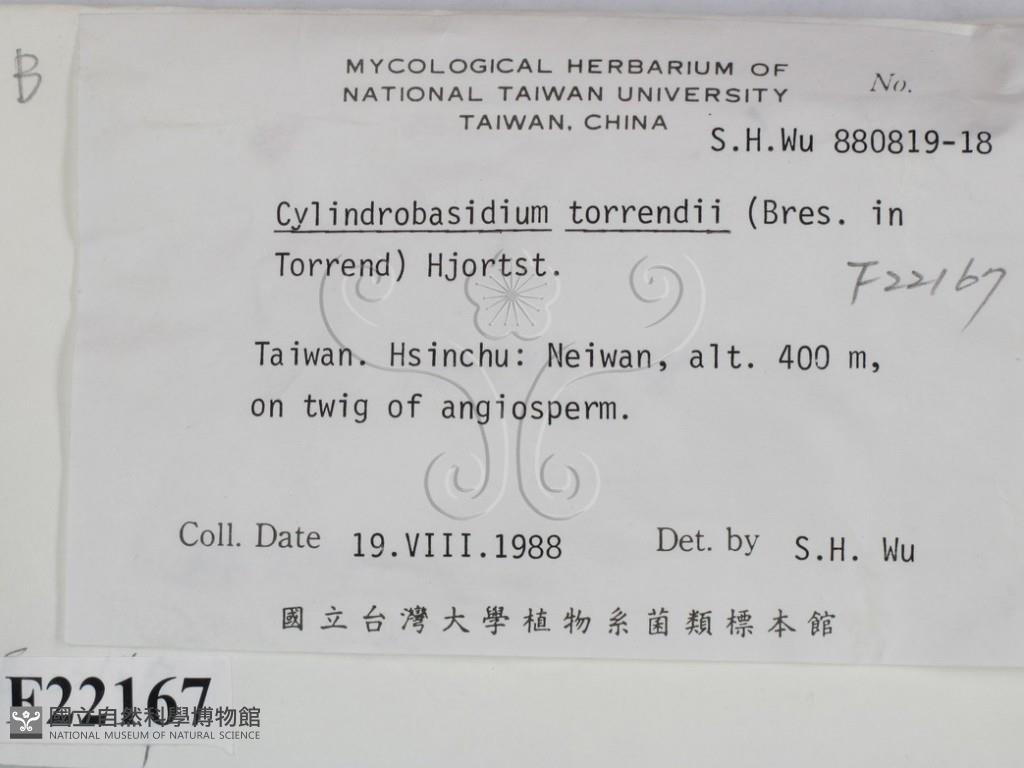 B
MYCOLOGICAL HERBARIUM OF
NATIONAL TAIWAN UNIVERSITY
TAIWAN, CHINA
No.
S.H.Wu 880819-18
Cylindrobasidium torrendii (Bres. in
Torrend) Hjortst.
F22167
Taiwan. Hsinchu: Neiwan, alt. 400 m,
on twig of angiosperm.
Coll. Date 19.VIII.1988 Det. by S.H. Wu
國立台灣大學植物系菌類標本館
F22167
國立自然科學博物館
NATIONAL MUSEUM OF NATURAL SCIENCE